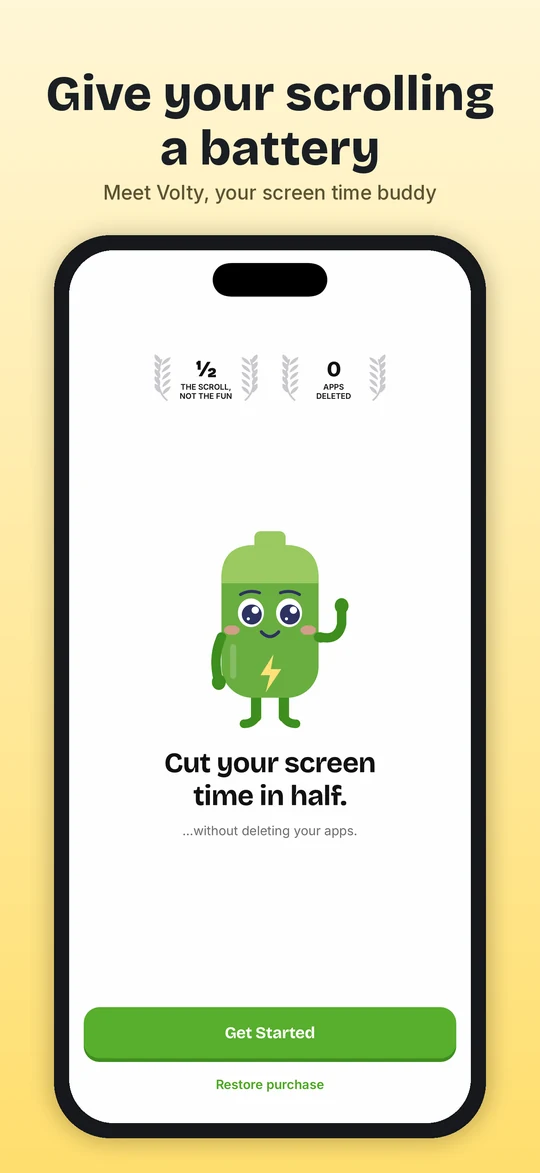 Give your scrolling
a battery
Meet Volty, your screen time buddy
½
THE SCROLL,
NOT THE FUN
0
APPS
DELETED
Cut your screen
time in half.
...without deleting your apps.
Get Started
Restore purchase